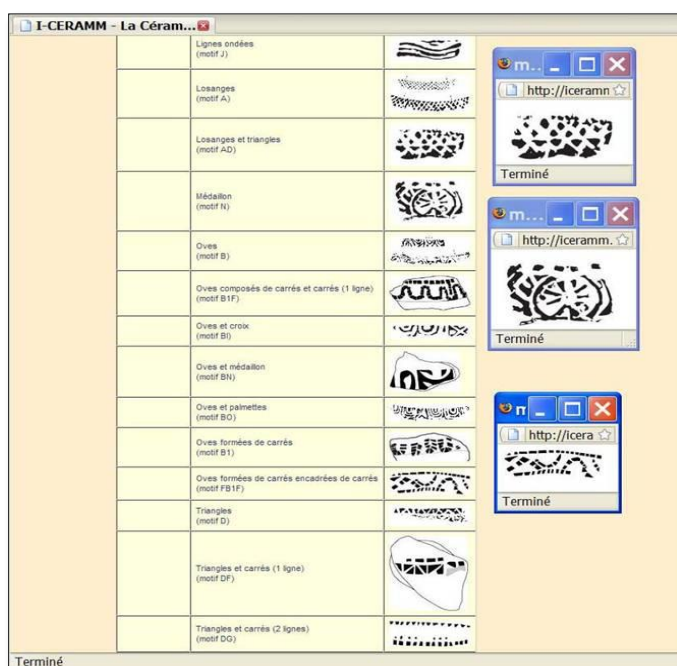 I-CERAMM - La Céram...
Lignes ondées
(motif J)
Losanges
(motif A)
Losanges et triangles
(motif AD)
Médaillon
(motif N)
Oves
(motif B)
Oves composés de carrés et carrés (1 ligne)
(motif B1F)
Oves et croix
(motif BI)
Oves et médaillon
(motif BN)
Oves et palmettes
(motif BO)
Oves formées de carrés
(motif B1)
Oves formées de carrés encadrées de carrés
(motif FB1F)
Triangles
(motif D)
Triangles et carrés (1 ligne)
(motif DF)
Triangles et carrés (2 lignes)
(motif DG)
Terminé
m...
http://iceramm
Terminé
m...
http://iceramm.
Terminé
http://icera
Terminé